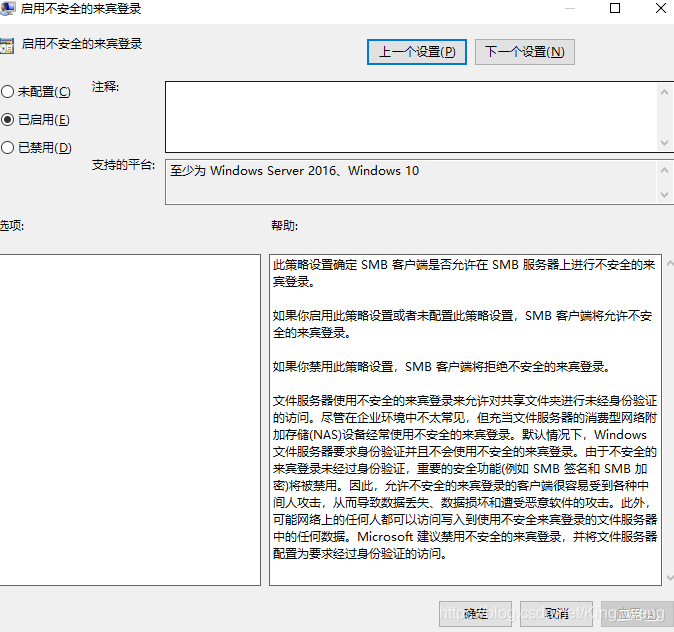 启用不安全的来宾登录
启用不安全的来宾登录
上一个设置(P)
下一个设置(N)
未配置(C)
注释:
已启用(E)
已禁用(D)
支持的平台:
至少为 Windows Server 2016、Windows 10
选项:
帮助:
此策略设置确定 SMB 客户端是否允许在 SMB 服务器上进行不安全的来
宾登录。
如果你启用此策略设置或者未配置此策略设置，SMB 客户端将允许不安
全的来宾登录。
如果你禁用此策略设置，SMB 客户端将拒绝不安全的来宾登录。
文件服务器使用不安全的来宾登录来允许对共享文件夹进行未经身份验证
的访问。尽管在企业环境中不太常见，但充当文件服务器的消费型网络附
加存储(NAS)设备经常使用不安全的来宾登录。默认情况下，Windows
文件服务器要求身份验证并且不会使用不安全的来宾登录。由于不安全的
来宾登录未经过身份验证，重要的安全功能(例如 SMB 签名和 SMB 加
密)将被禁用。因此，允许不安全的来宾登录的客户端很容易受到各种中
间人攻击，从而导致数据丢失、数据损坏和遭受恶意软件的攻击。此外，
可能网络上的任何人都可以访问写入到使用不安全来宾登录的文件服务器
中的任何数据。Microsoft 建议禁用不安全的来宾登录，并将文件服务器
配置为要求经过身份验证的访问。
确定
取消
应用(A)